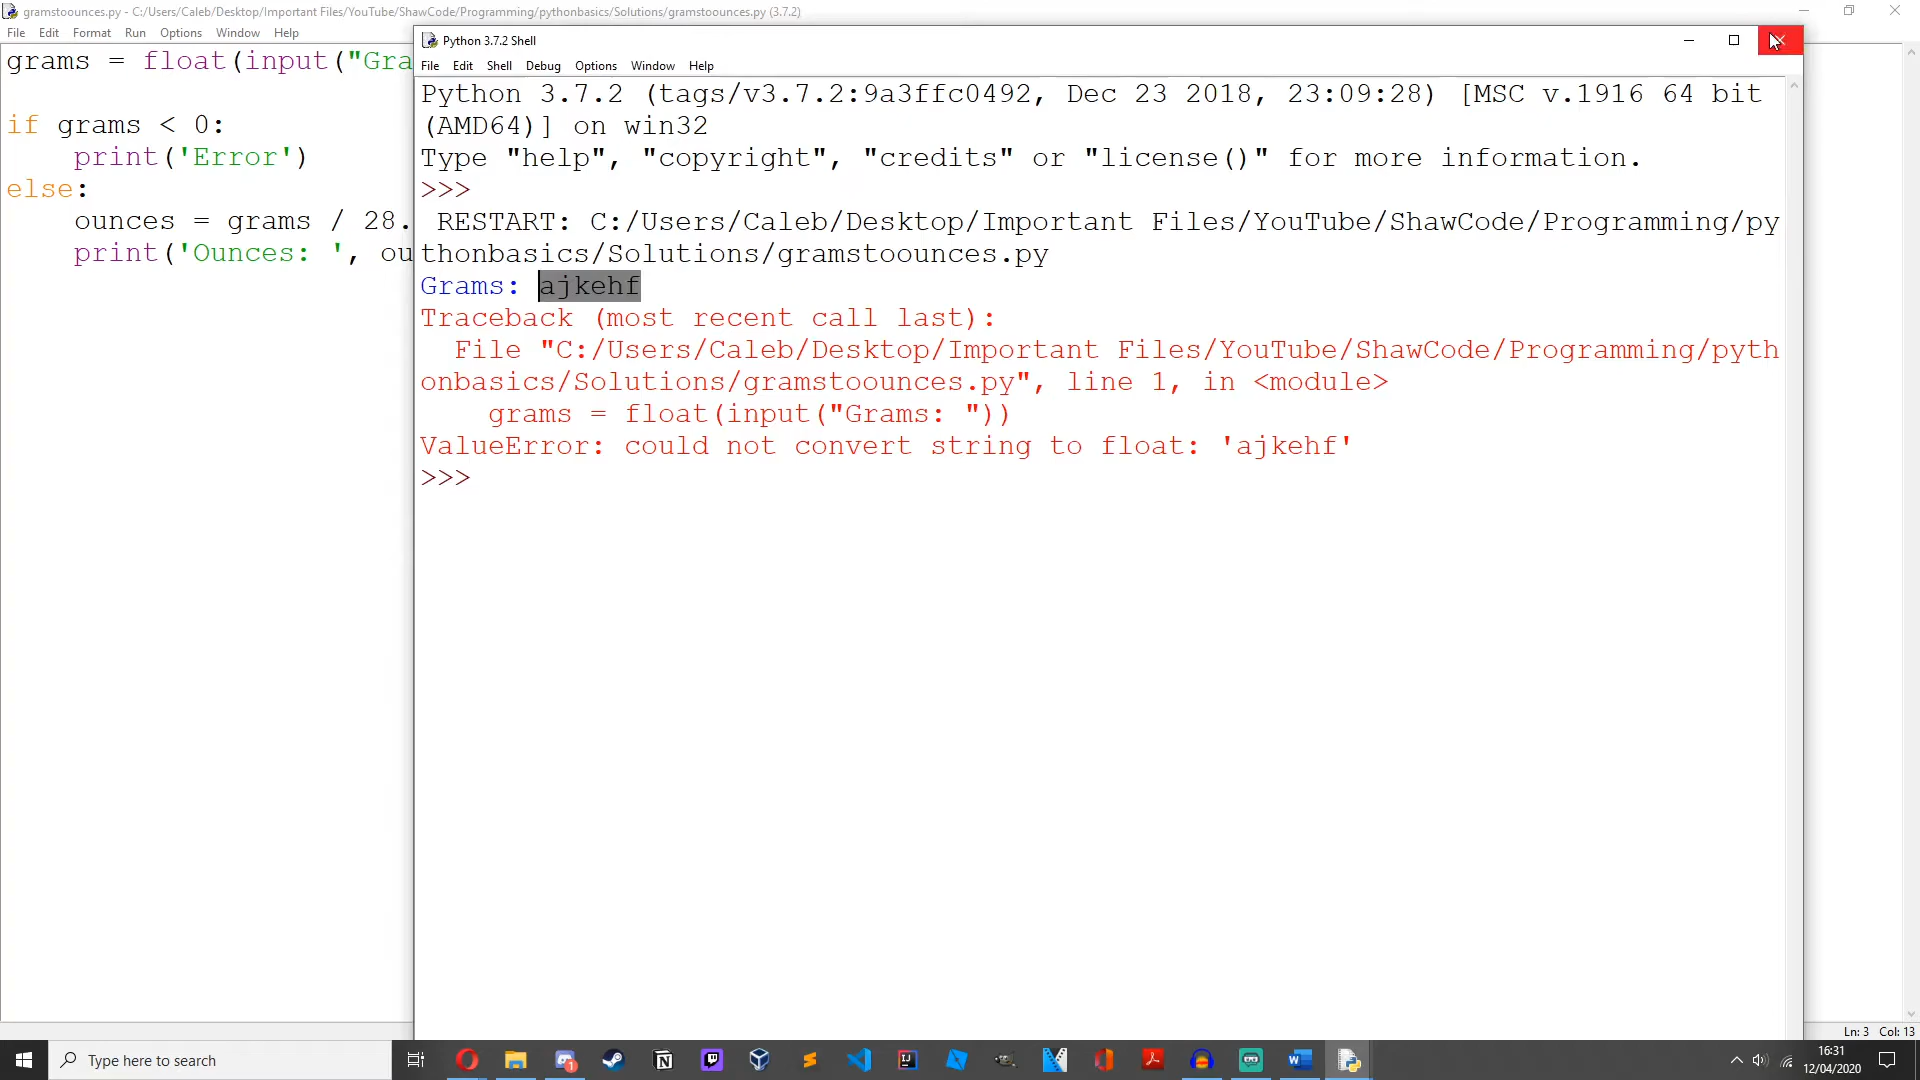 gramstoounces.py - C:/Users/Caleb/Desktop/Important Files/YouTube/ShawCode/Programming/pythonbasics/Solutions/gramstoounces.py (3.7.2)
File Edit Format Run Options Window Help
grams = float(input("Gra
if grams < 0:
print('Error')
else:
ounces = grams / 28.
print('Ounces: ', ou
Python 3.7.2 Shell
File Edit Shell Debug Options Window Help
Python 3.7.2 (tags/v3.7.2:9a3ffc0492, Dec 23 2018, 23:09:28) [MSC v.1916 64 bit
(AMD64)] on win32
Type "help", "copyright", "credits" or "license()" for more information.
>>>
RESTART: C:/Users/Caleb/Desktop/Important Files/YouTube/ShawCode/Programming/py
thonbasics/Solutions/gramstoounces.py
Grams: ajkehf
Traceback (most recent call last):
File "C:/Users/Caleb/Desktop/Important Files/YouTube/ShawCode/Programming/pyth
onbasics/Solutions/gramstoounces.py", line 1, in <module>
grams = float(input("Grams: "))
ValueError: could not convert string to float: 'ajkehf'
>>>
Ln: 3 Col: 13
Type here to search
16:31
12/04/2020